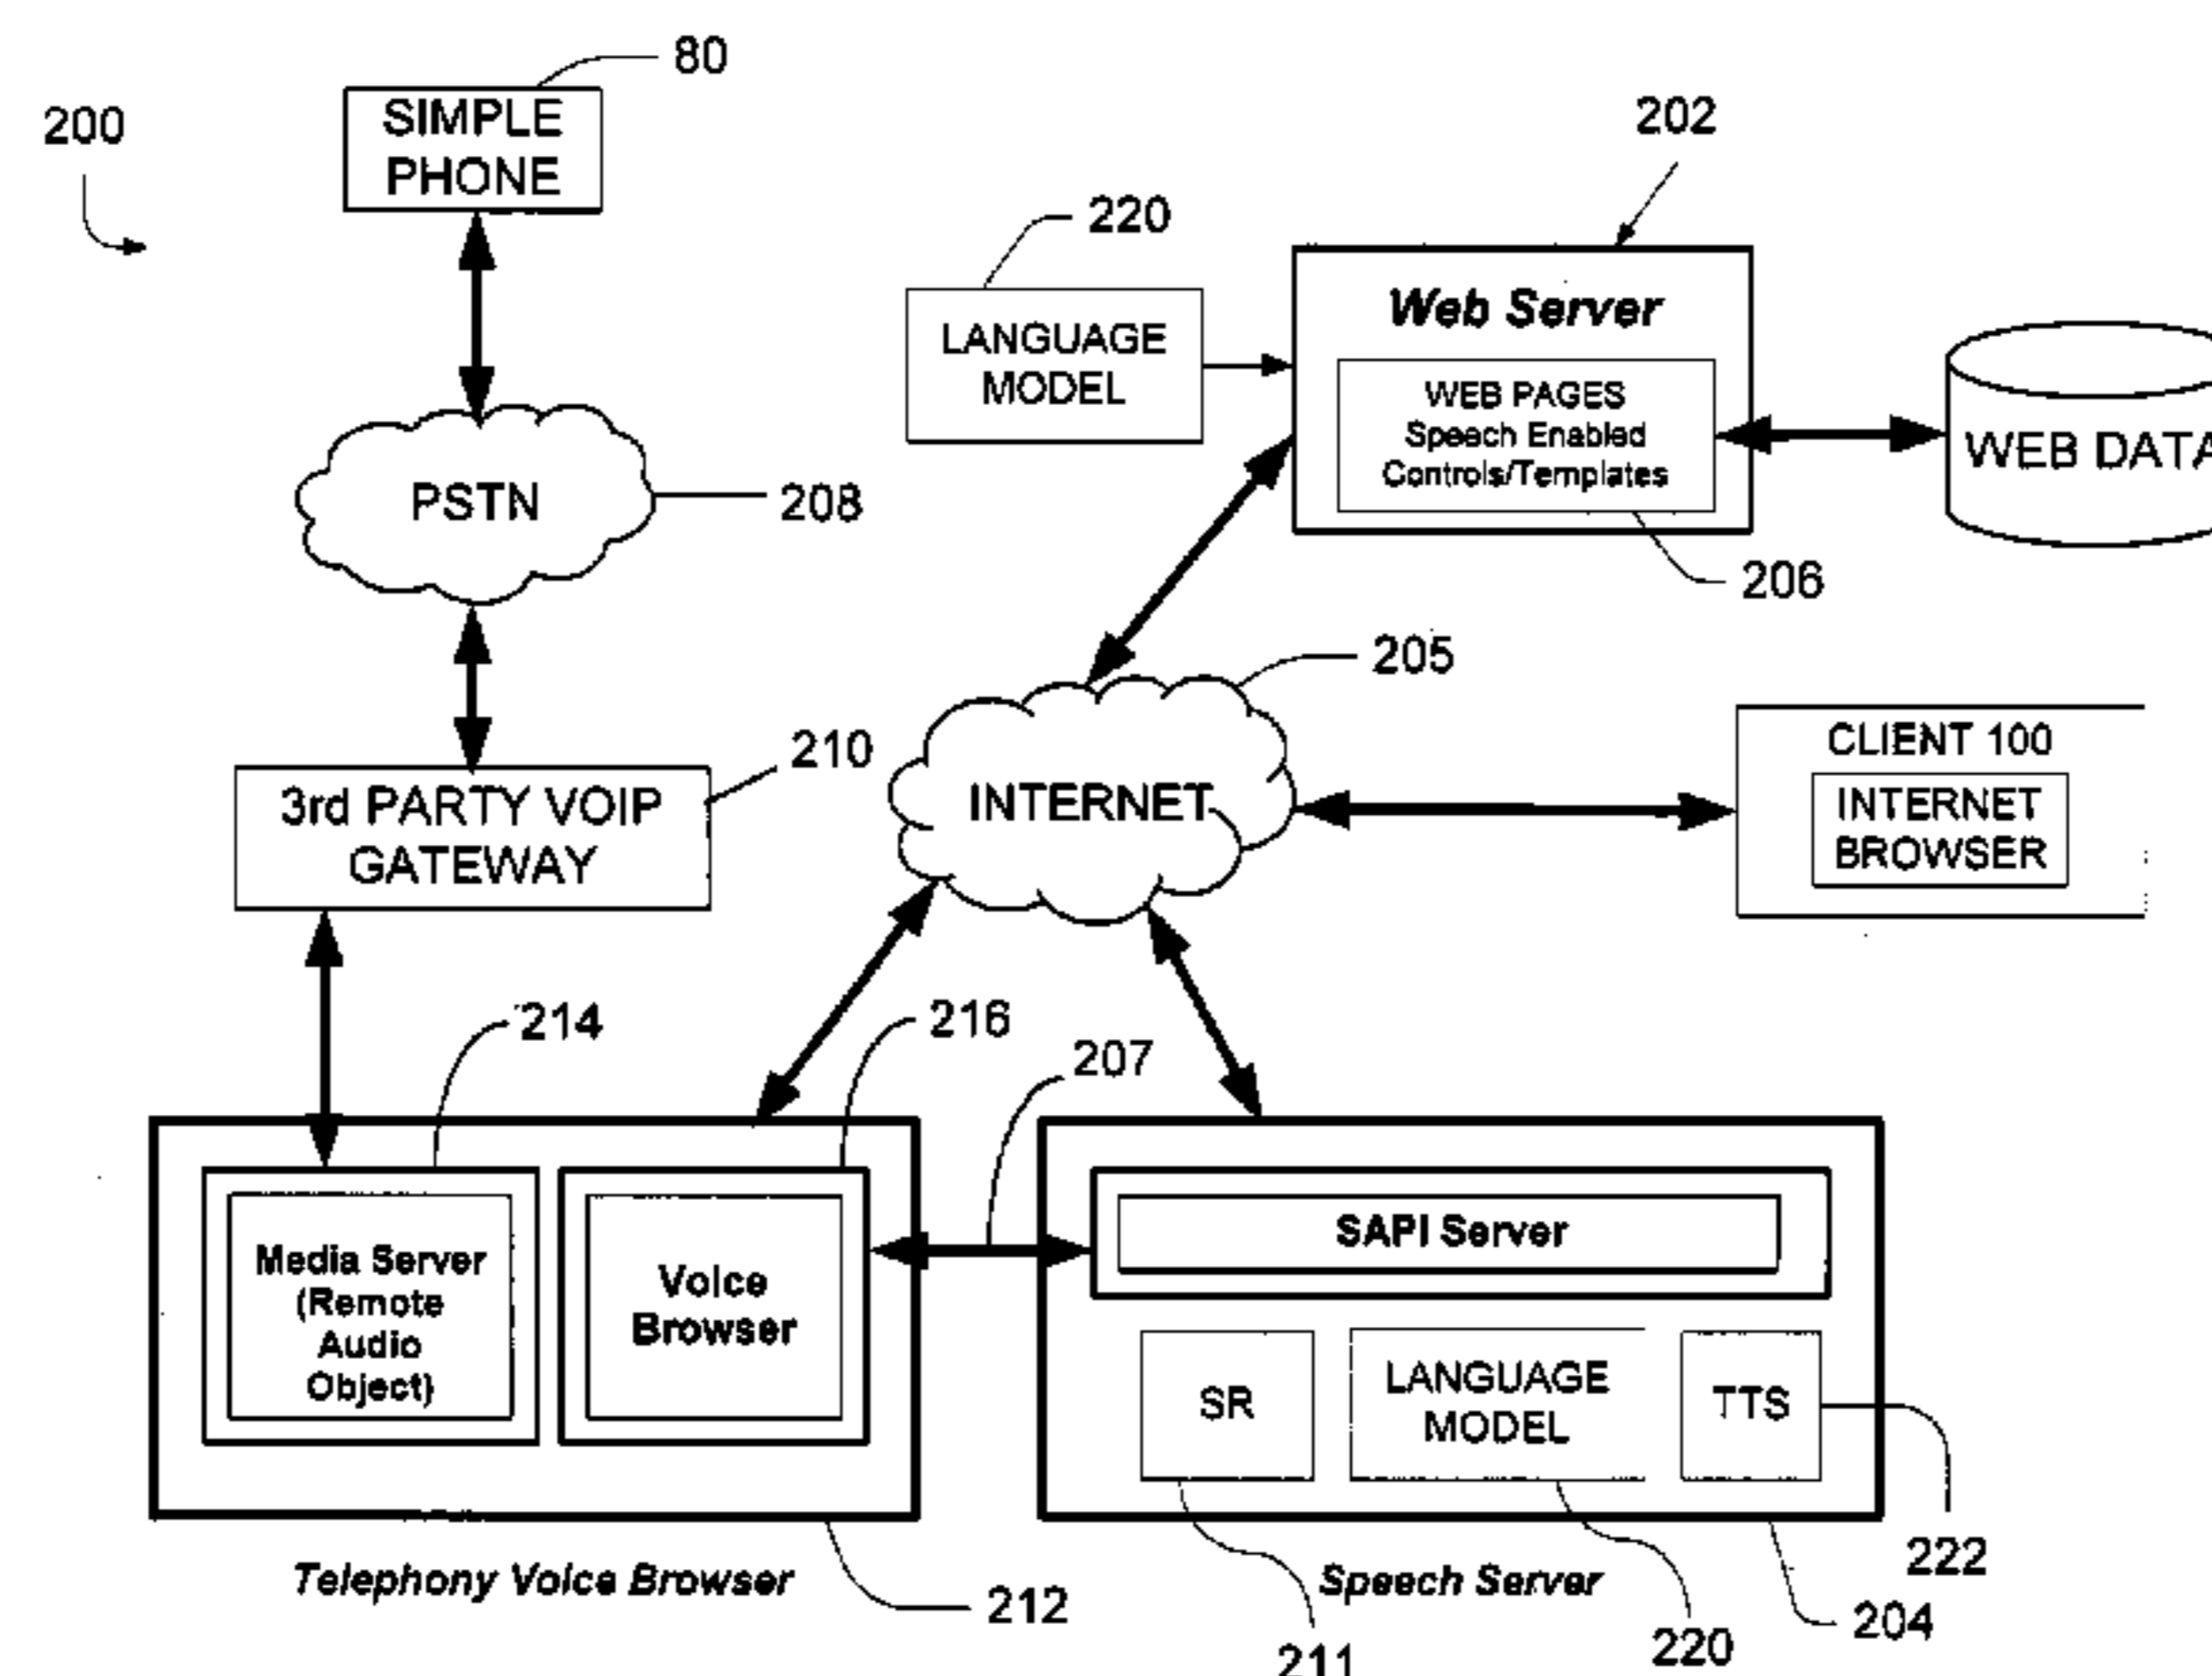 80
200
SIMPLE
PHONE
202
220
LANGUAGE
MODEL
Web Server
WEB PAGES
Speech Enabled
Controls/Templates
WEB DATA
PSTN
208
206
205
210
3rd PARTY VOIP
GATEWAY
INTERNET
CLIENT 100
INTERNET
BROWSER
214
216
207
Media Server
(Remote
Audio
Object)
Voice
Browser
SAPI Server
SR
LANGUAGE
MODEL
TTS
222
Telephony Voice Browser
212
Speech Server
204
211
220